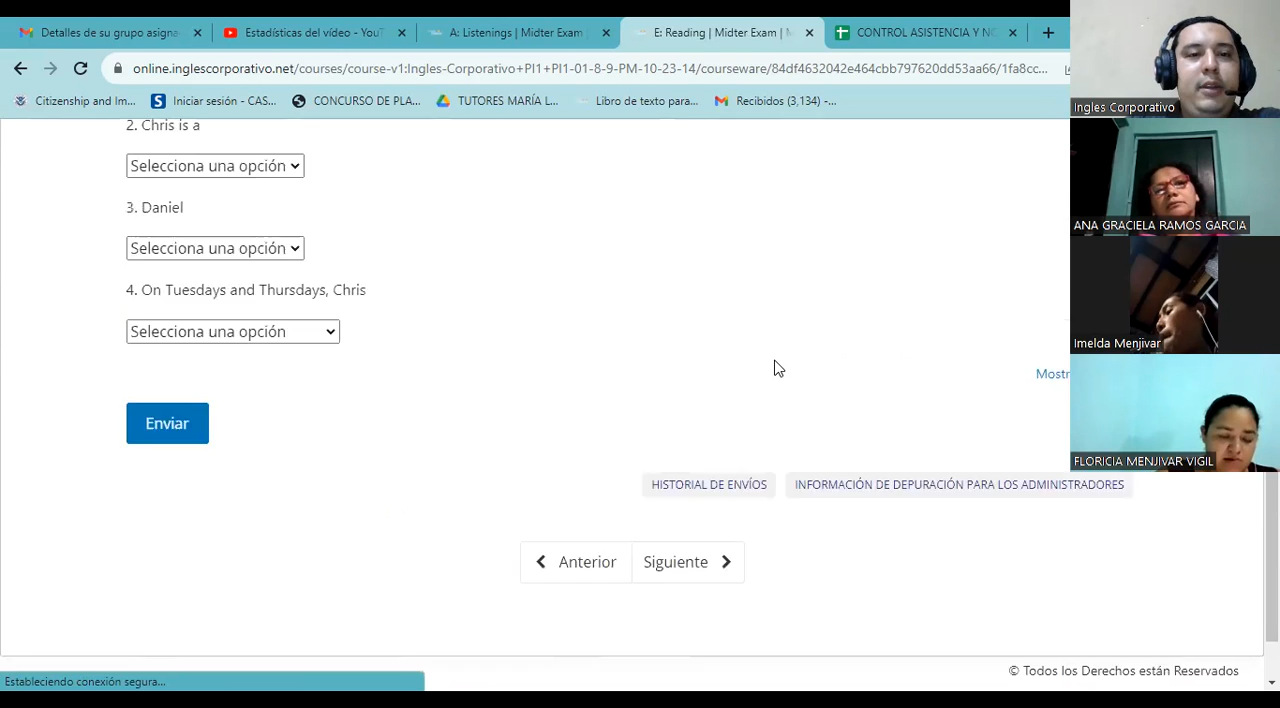 Detalles de su grupo asigna
Estadísticas del vídeo - YouT
A: Listenings | Midter Exam |
E: Reading | Midter Exam | M
CONTROL ASISTENCIA Y NO
online.inglescorporativo.net/courses/course-v1:Ingles-Corporativo+PI1+PI1-01-8-9-PM-10-23-14/courseware/84df4632042e464cbb797620dd53aa66/1fa8cc...
Citizenship and Im...
Iniciar sesión - CAS...
CONCURSO DE PLA...
TUTORES MARÍA L...
Libro de texto para...
Recibidos (3,134) -...
Ingles Corporativo
ANA GRACIELA RAMOS GARCIA
Imelda Menjivar
FLORICIA MENJIVAR VIGIL
2. Chris is a
Selecciona una opción
3. Daniel
Selecciona una opción
4. On Tuesdays and Thursdays, Chris
Selecciona una opción
Mostr
Enviar
HISTORIAL DE ENVÍOS
INFORMACIÓN DE DEPURACIÓN PARA LOS ADMINISTRADORES
Anterior
Siguiente
© Todos los Derechos están Reservados
Estableciendo conexión segura...